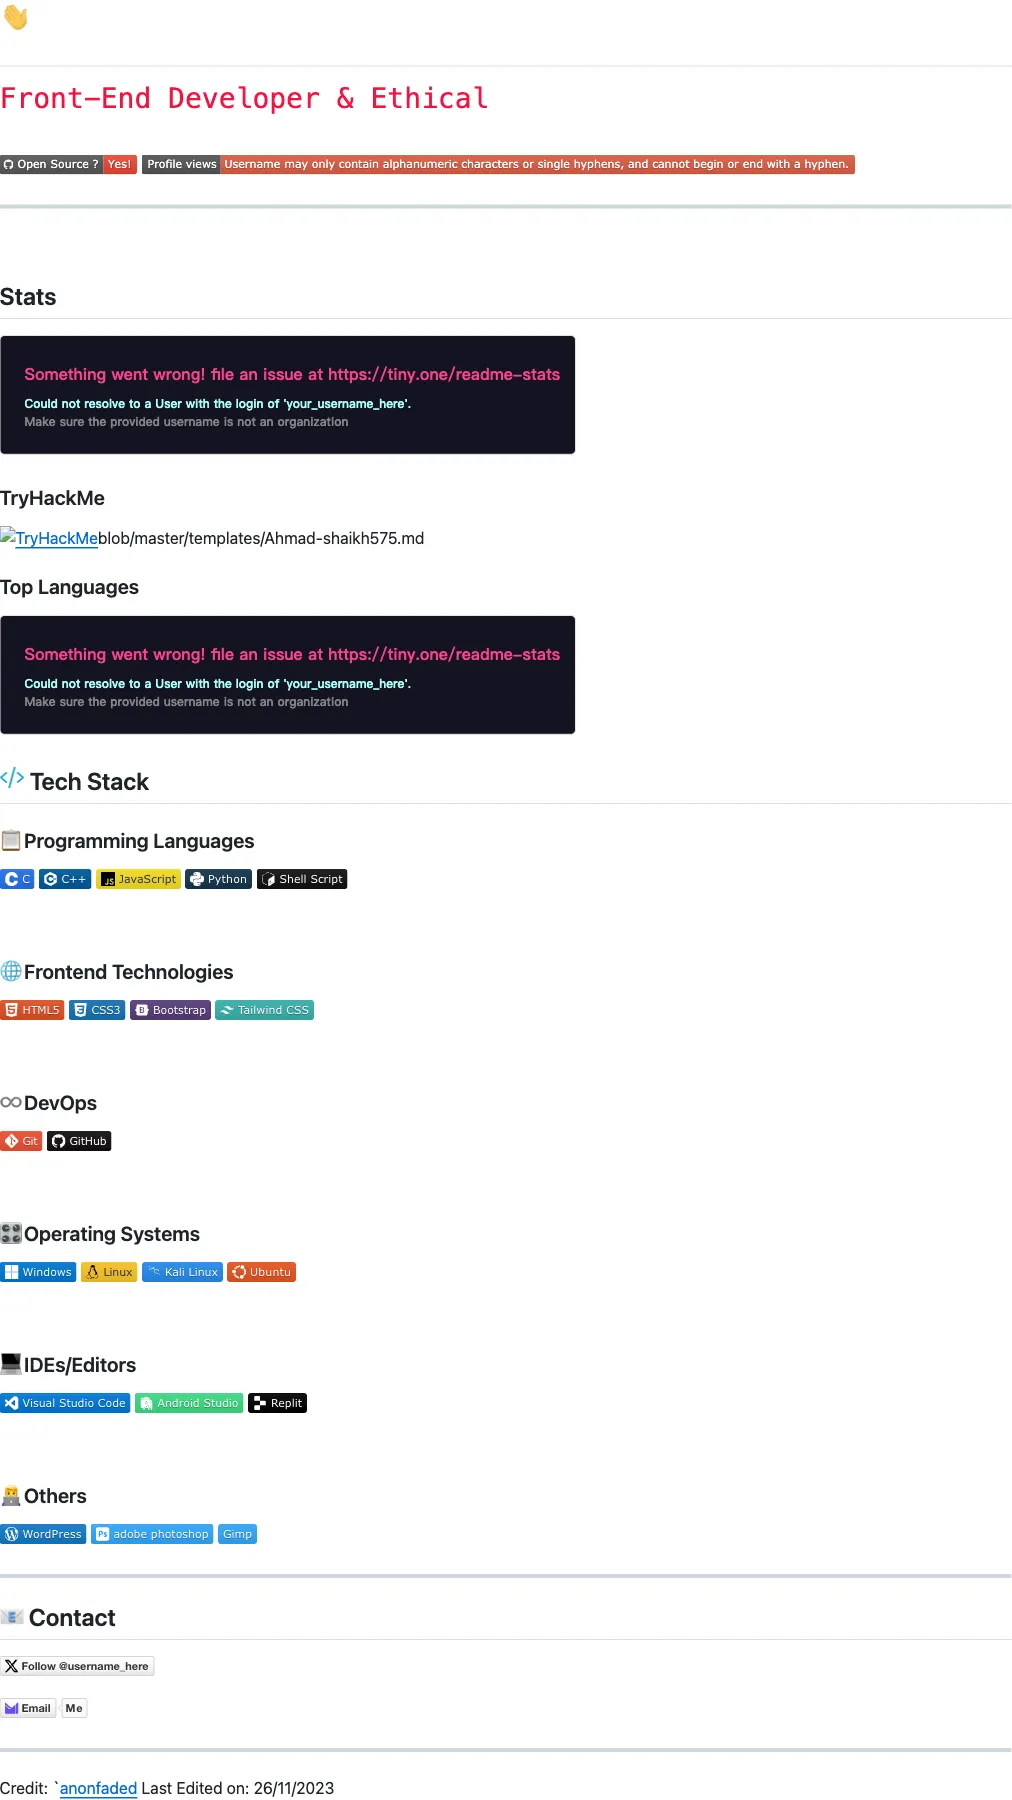 Front-End Developer & Ethical
Open Source ? Yes! Profile views Username may only contain alphanumeric characters or single hyphens, and cannot begin or end with a hyphen.
Stats
Something went wrong! file an issue at https://tiny.one/readme-stats
Could not resolve to a User with the login of 'your_username_here'.
Make sure the provided username is not an organization
TryHackMe
TryHackMeblob/master/templates/Ahmad-shaikh575.md
Top Languages
Something went wrong! file an issue at https://tiny.one/readme-stats
Could not resolve to a User with the login of 'your_username_here'.
Make sure the provided username is not an organization
</> Tech Stack
Programming Languages
C C++ JavaScript Python Shell Script
Frontend Technologies
HTML5 CSS3 Bootstrap Tailwind CSS
DevOps
Git GitHub
Operating Systems
Windows Linux Kali Linux Ubuntu
IDEs/Editors
Visual Studio Code Android Studio Replit
Others
WordPress adobe photoshop Gimp
Contact
Follow @username_here
Email Me
Credit: `anonfaded Last Edited on: 26/11/2023